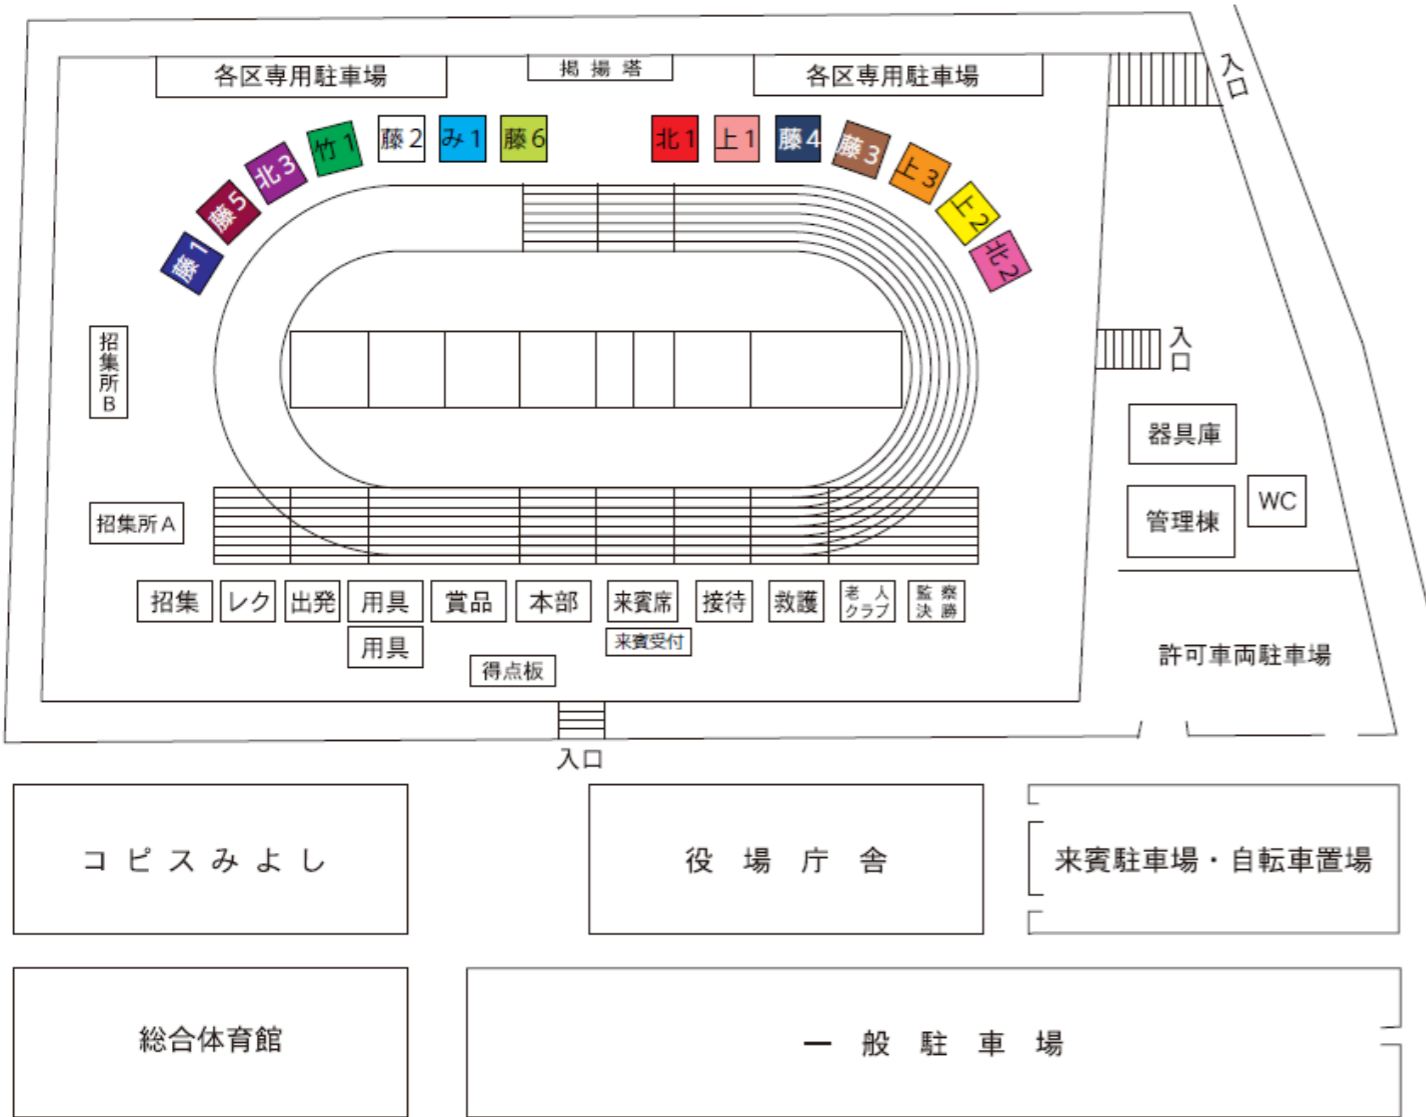 各区専用駐車場
掲揚塔
各区専用駐車場
入口
藤1
藤5
北3
竹1
藤2
み1
藤6
北1
上1
藤4
藤3
上3
上2
北2
招集所B
入口
器具庫
管理棟
WC
招集所A
招集
レク
出発
用具
賞品
本部
来賓席
接待
救護
老人
クラブ
監察
決勝
用具
来賓受付
得点板
許可車両駐車場
入口
コピスみよし
役場庁舎
来賓駐車場・自転車置場
総合体育館
一般駐車場